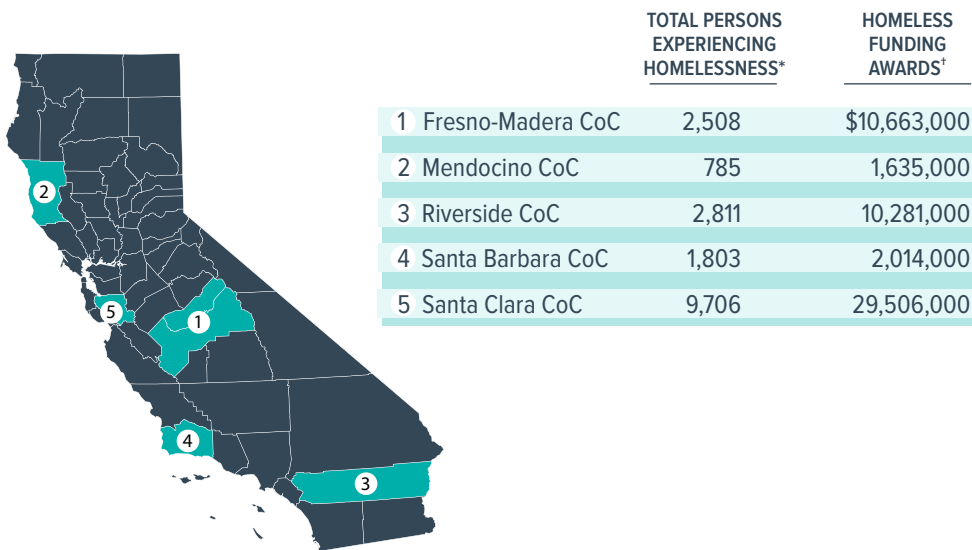 TOTAL PERSONS
EXPERIENCING
HOMELESSNESS*
HOMELESS
FUNDING
AWARDS†
1 Fresno-Madera CoC 2,508 $10,663,000
2 Mendocino CoC 785 1,635,000
3 Riverside CoC 2,811 10,281,000
4 Santa Barbara CoC 1,803 2,014,000
5 Santa Clara CoC 9,706 29,506,000
2
5
1
4
3